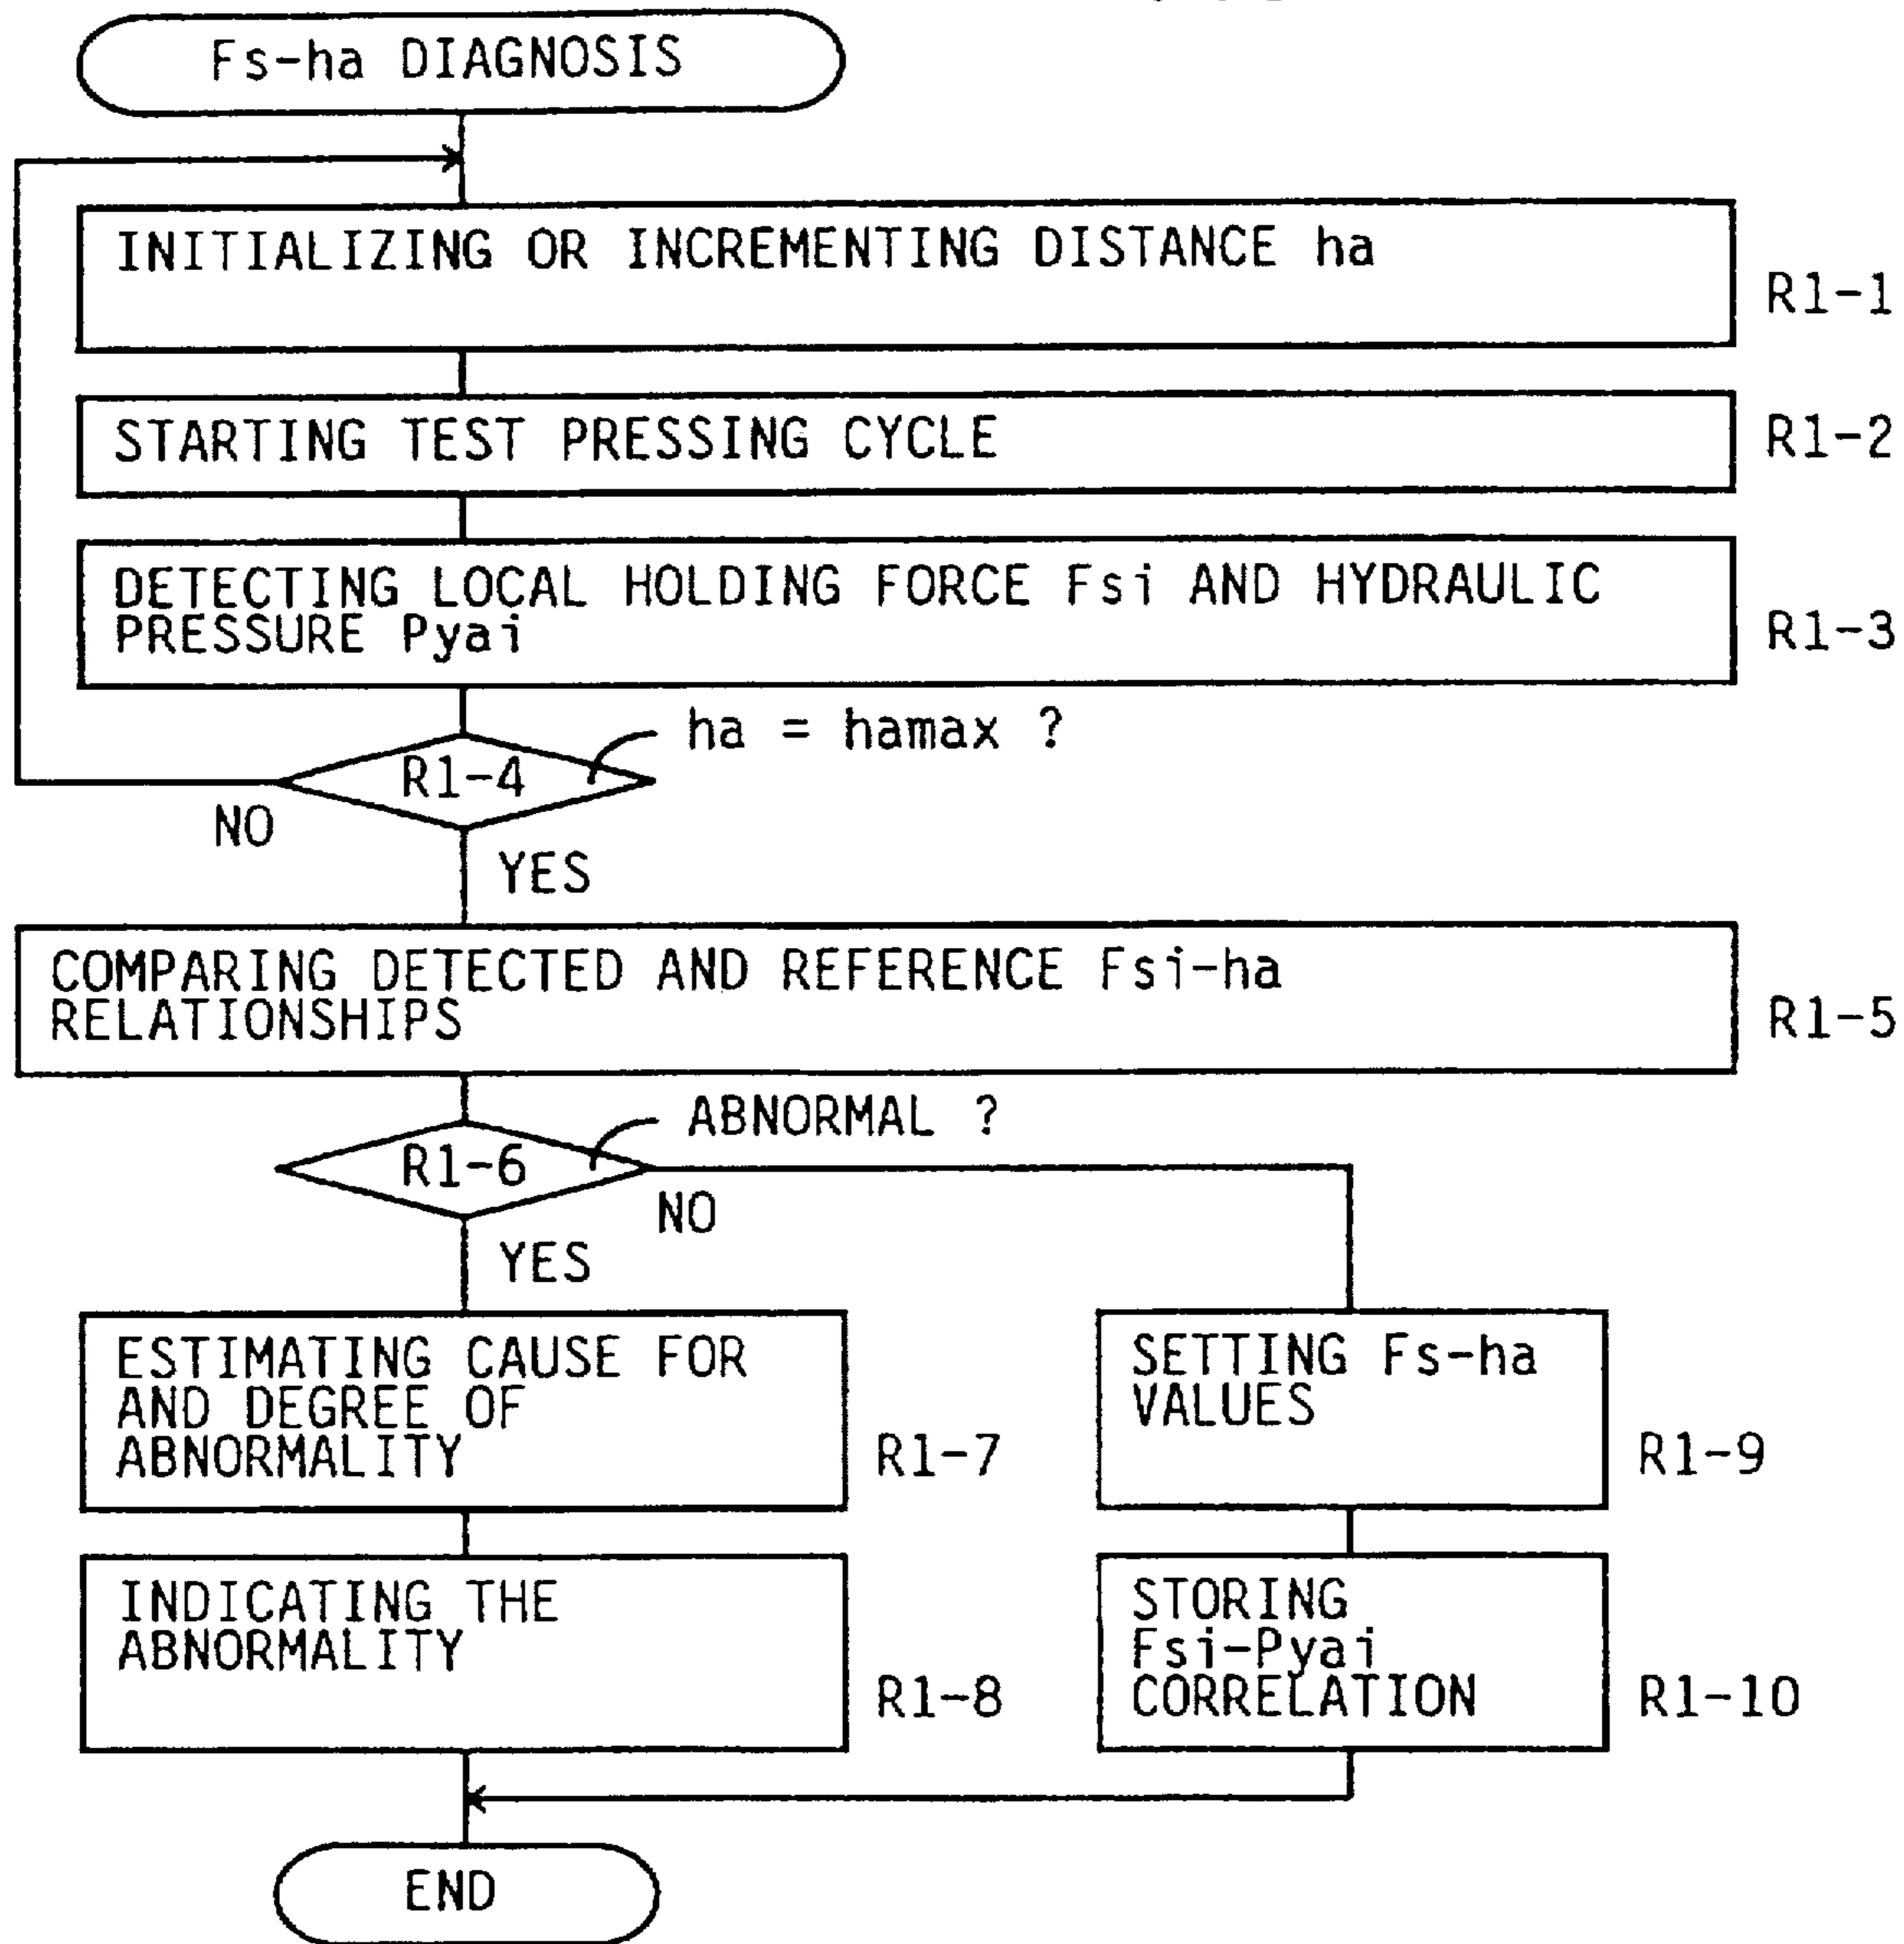 Fs-ha DIAGNOSIS
INITIALIZING OR INCREMENTING DISTANCE ha
R1-1
STARTING TEST PRESSING CYCLE
R1-2
DETECTING LOCAL HOLDING FORCE Fsi AND HYDRAULIC
PRESSURE Pyai
R1-3
ha = hamax ?
R1-4
NO
YES
COMPARING DETECTED AND REFERENCE Fsi-ha
RELATIONSHIPS
R1-5
ABNORMAL ?
R1-6
NO
YES
ESTIMATING CAUSE FOR
AND DEGREE OF
ABNORMALITY
R1-7
SETTING Fs-ha
VALUES
R1-9
INDICATING THE
ABNORMALITY
R1-8
STORING
Fsi-Pyai
CORRELATION
R1-10
END